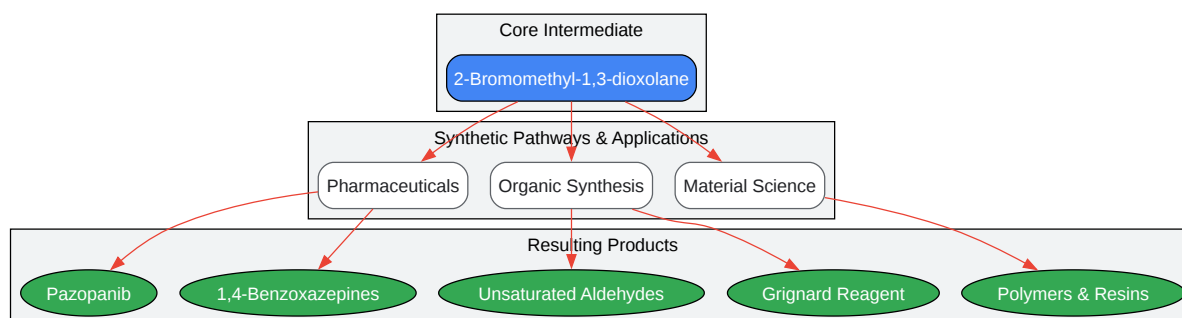 Core Intermediate
2-Bromomethyl-1,3-dioxolane
Synthetic Pathways & Applications
Pharmaceuticals
Organic Synthesis
Material Science
Resulting Products
Pazopanib
1,4-Benzoxazepines
Unsaturated Aldehydes
Grignard Reagent
Polymers & Resins